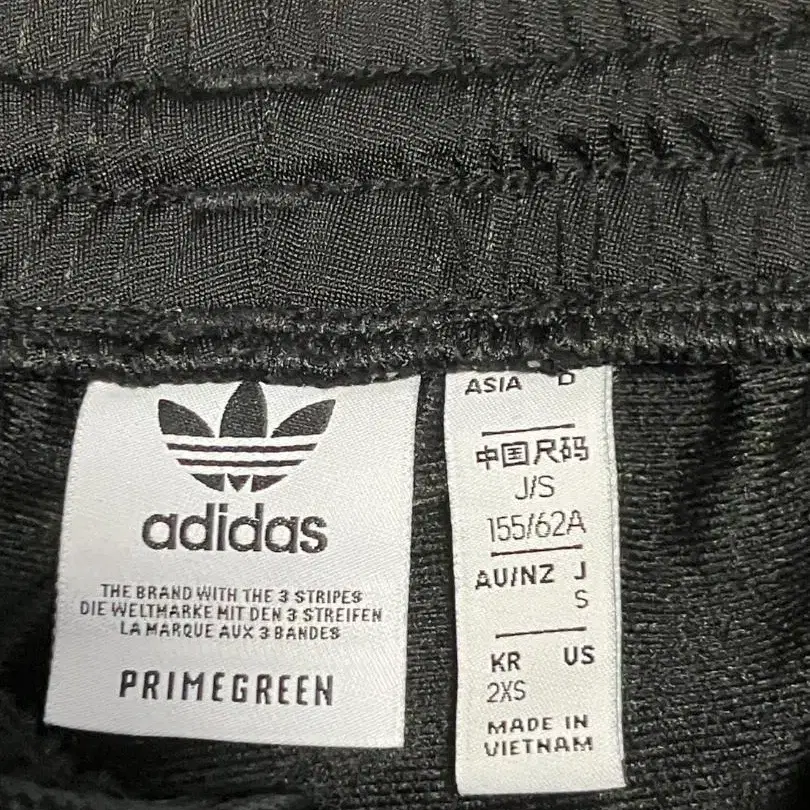 adidas
THE BRAND WITH THE 3 STRIPES
DIE WELTMARKE MIT DEN 3 STREIFEN
LA MARQUE AUX 3 BANDES
PRIMEGREEN
ASIA D
中国尺码
J/S
155/62A
AU/NZ J
S
KR US
2XS
MADE IN
VIETNAM